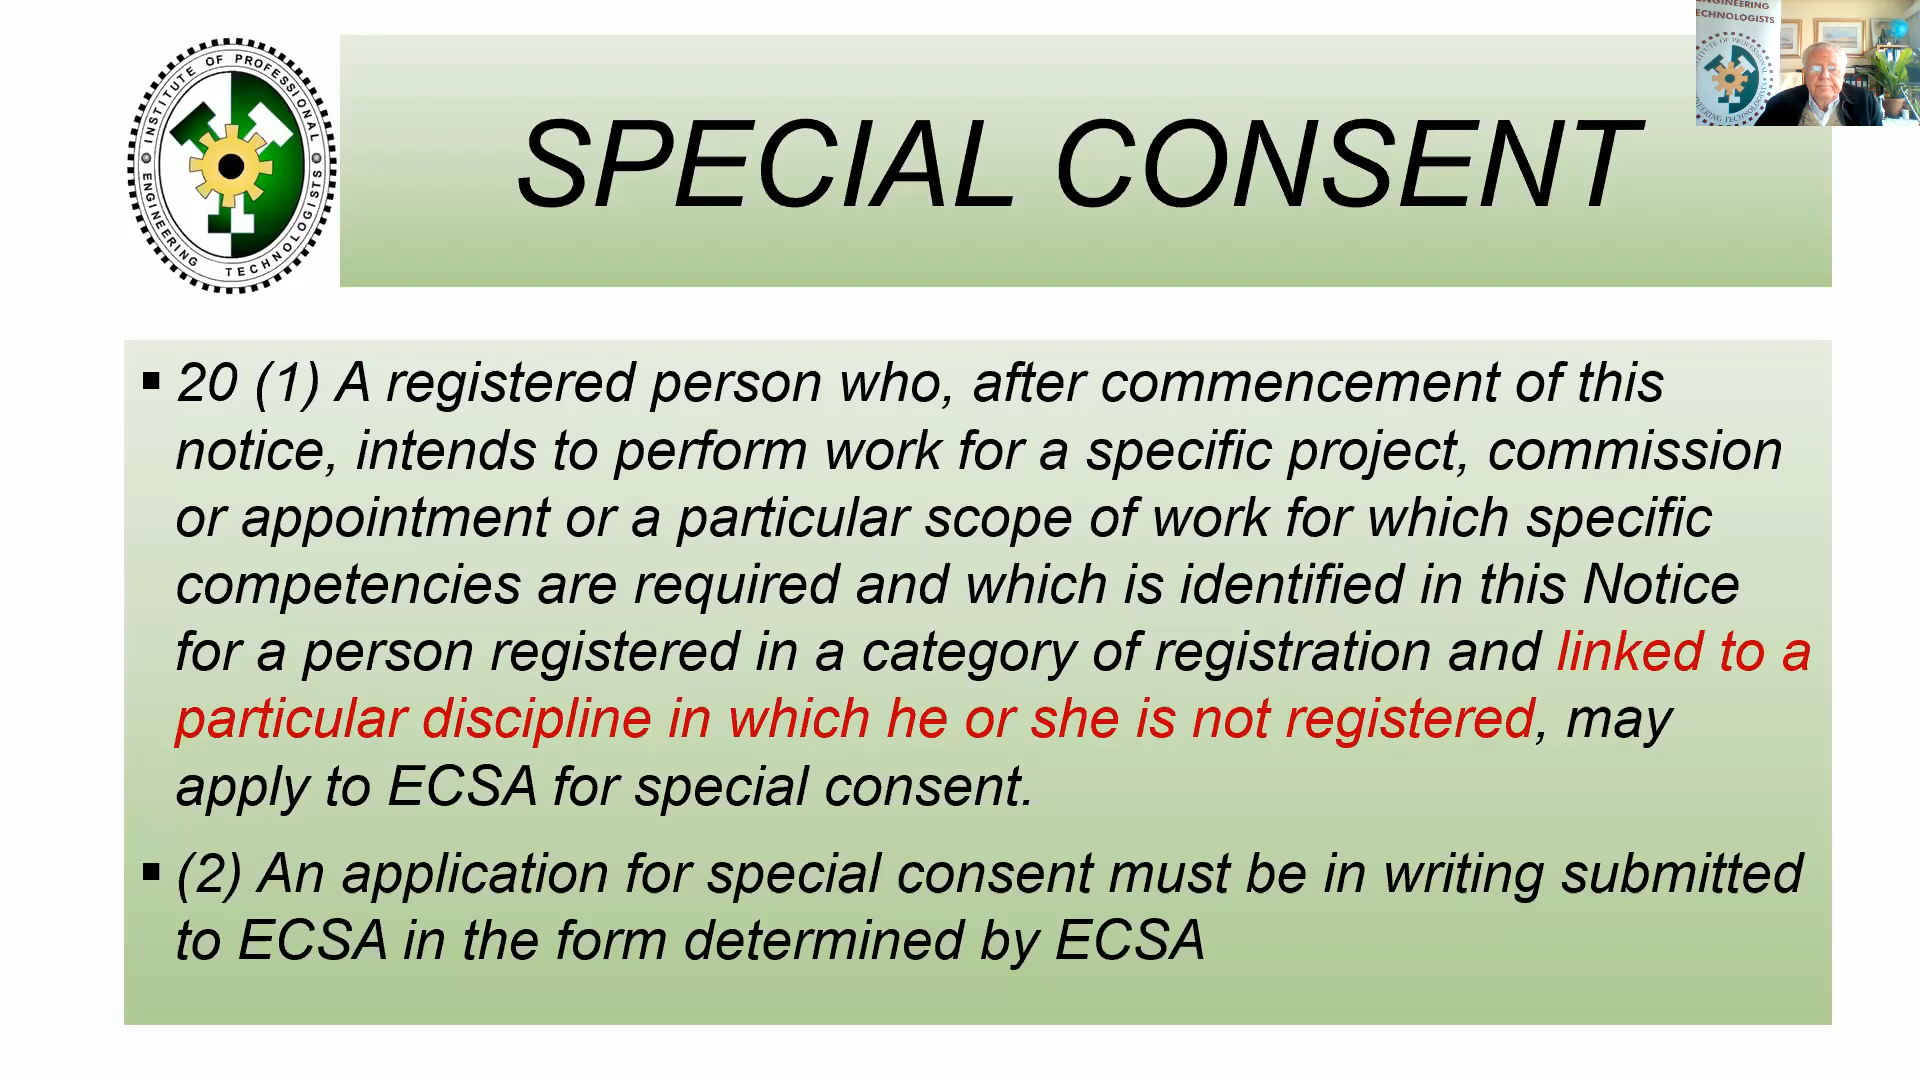 INSTITUTE OF PROFESSIONAL
ENGINEERING TECHNOLOGISTS
SPECIAL CONSENT
ENGINEERING
TECHNOLOGISTS
▪ 20 (1) A registered person who, after commencement of this
notice, intends to perform work for a specific project, commission
or appointment or a particular scope of work for which specific
competencies are required and which is identified in this Notice
for a person registered in a category of registration and linked to a
particular discipline in which he or she is not registered, may
apply to ECSA for special consent.
▪ (2) An application for special consent must be in writing submitted
to ECSA in the form determined by ECSA